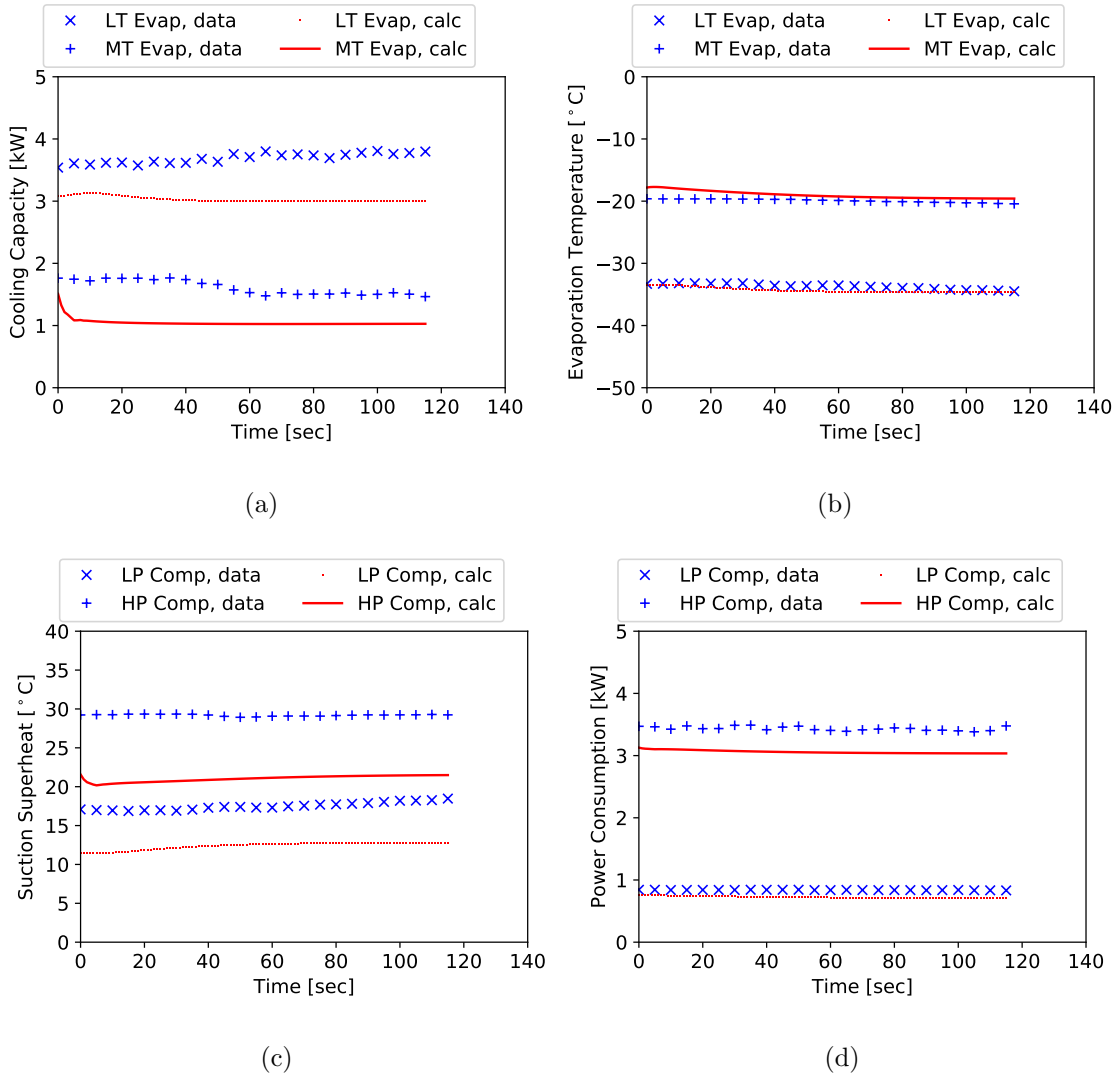 LT Evap, data LT Evap, calc
MT Evap, data MT Evap, calc
5
4
3
2
1
0
Cooling Capacity [kW]
0 20 40 60 80 100 120 140
Time [sec]
(a)
LT Evap, data LT Evap, calc
MT Evap, data MT Evap, calc
0
−10
−20
−30
−40
−50
Evaporation Temperature [°C]
0 20 40 60 80 100 120 140
Time [sec]
(b)
LP Comp, data LP Comp, calc
HP Comp, data HP Comp, calc
40
35
30
25
20
15
10
5
0
Suction Superheat [°C]
0 20 40 60 80 100 120 140
Time [sec]
(c)
LP Comp, data LP Comp, calc
HP Comp, data HP Comp, calc
5
4
3
2
1
0
Power Consumption [kW]
0 20 40 60 80 100 120 140
Time [sec]
(d)